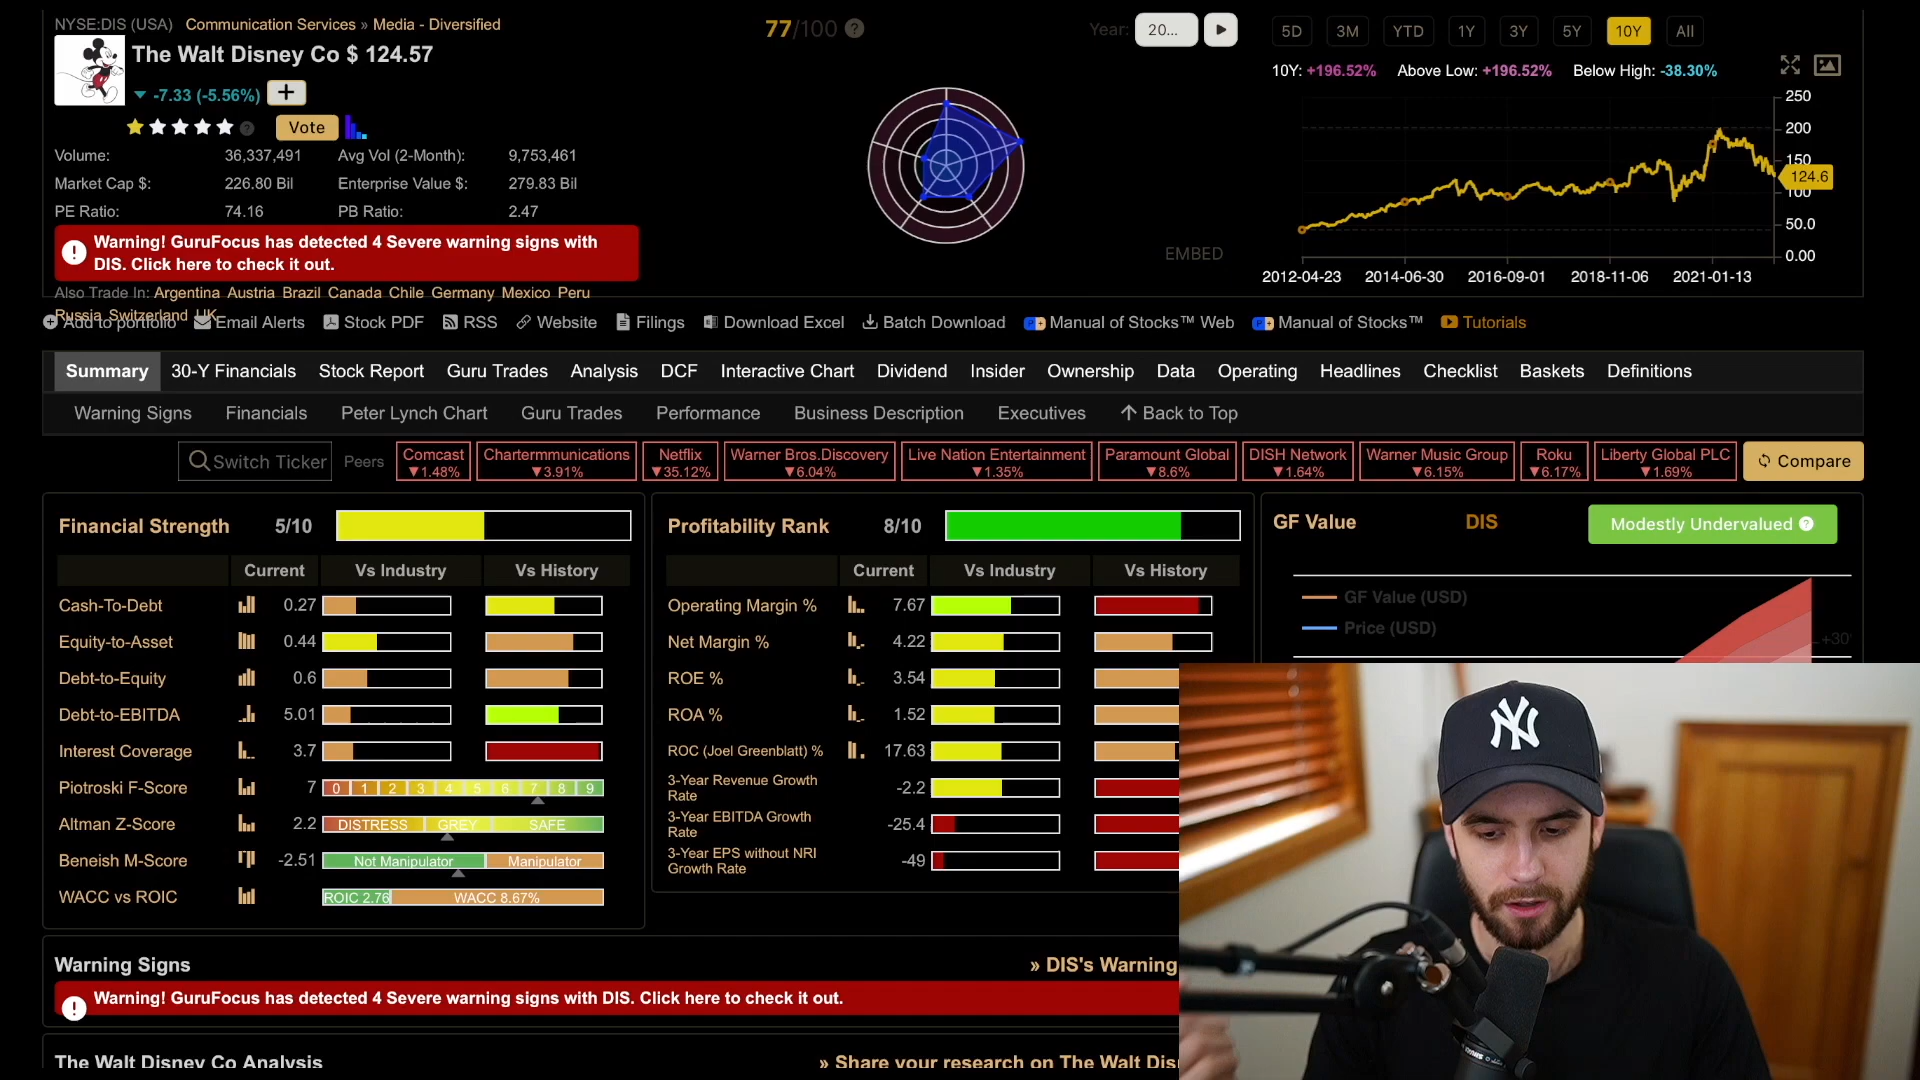 NYSE:DIS (USA) Communication Services » Media - Diversified
The Walt Disney Co $ 124.57
-7.33 (-5.56%) +
Vote
Volume: 36,337,491 Avg Vol (2-Month): 9,753,461
Market Cap $: 226.80 Bil Enterprise Value $: 279.83 Bil
PE Ratio: 74.16 PB Ratio: 2.47
Warning! GuruFocus has detected 4 Severe warning signs with
DIS. Click here to check it out.
Also Trade In: Argentina Austria Brazil Canada Chile Germany Mexico Peru
Russia Switzerland UK
77/100 ?
Year: 20...
EMBED
5D 3M YTD 1Y 3Y 5Y 10Y All
10Y: +196.52% Above Low: +196.52% Below High: -38.30%
250
200
150
124.6
100
50.0
0.00
2012-04-23 2014-06-30 2016-09-01 2018-11-06 2021-01-13
Add to portfolio Email Alerts Stock PDF RSS Website Filings Download Excel Batch Download Manual of Stocks™ Web Manual of Stocks™ Tutorials
Summary 30-Y Financials Stock Report Guru Trades Analysis DCF Interactive Chart Dividend Insider Ownership Data Operating Headlines Checklist Baskets Definitions
Warning Signs Financials Peter Lynch Chart Guru Trades Performance Business Description Executives Back to Top
Switch Ticker Peers
Comcast
▼1.48%
Chartermmunications
▼3.91%
Netflix
▼35.12%
Warner Bros.Discovery
▼6.04%
Live Nation Entertainment
▼1.35%
Paramount Global
▼8.6%
DISH Network
▼1.64%
Warner Music Group
▼6.15%
Roku
▼6.17%
Liberty Global PLC
▼1.69%
Compare
Financial Strength 5/10
Current Vs Industry Vs History
Cash-To-Debt 0.27
Equity-to-Asset 0.44
Debt-to-Equity 0.6
Debt-to-EBITDA 5.01
Interest Coverage 3.7
Piotroski F-Score 7 0 1 2 3 4 5 6 7 8 9
Altman Z-Score 2.2 DISTRESS GREY SAFE
Beneish M-Score -2.51 Not Manipulator Manipulator
WACC vs ROIC ROIC 2.76 WACC 8.67%
Profitability Rank 8/10
Current Vs Industry Vs History
Operating Margin % 7.67
Net Margin % 4.22
ROE % 3.54
ROA % 1.52
ROC (Joel Greenblatt) % 17.63
3-Year Revenue Growth
Rate -2.2
3-Year EBITDA Growth
Rate -25.4
3-Year EPS without NRI
Growth Rate -49
GF Value DIS Modestly Undervalued ?
GF Value (USD)
Price (USD)
+30
NY
Warning Signs » DIS's Warning
Warning! GuruFocus has detected 4 Severe warning signs with DIS. Click here to check it out.
The Walt Disney Co Analysis » Share your research on The Walt Dis